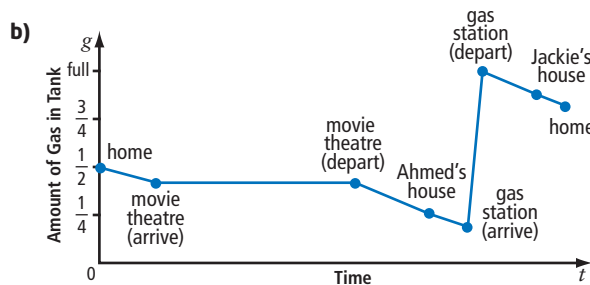 b)
g
Amount of Gas in Tank
full
3/4
1/2
1/4
0
home
movie
theatre
(arrive)
movie
theatre
(depart)
Ahmed's
house
gas
station
(arrive)
gas
station
(depart)
Jackie's
house
home
Time
t